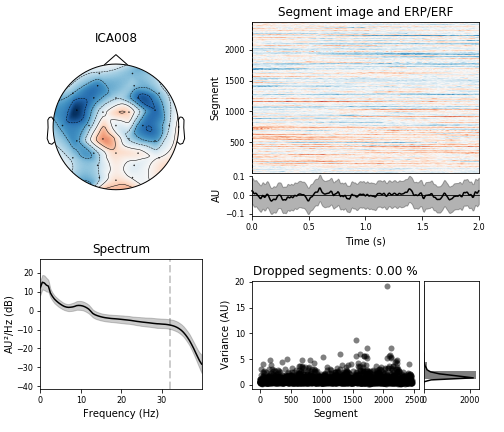 ICA008
Segment image and ERP/ERF
Segment
2000
1500
1000
500
AU
0.1
0.0
−0.1
0.0 0.5 1.0 1.5 2.0
Time (s)
Spectrum
AU²/Hz (dB)
20
10
0
−10
−20
−30
−40
0 10 20 30
Frequency (Hz)
Dropped segments: 0.00 %
Variance (AU)
20
15
10
5
0
0 500 1000 1500 2000 2500
Segment
0 2000